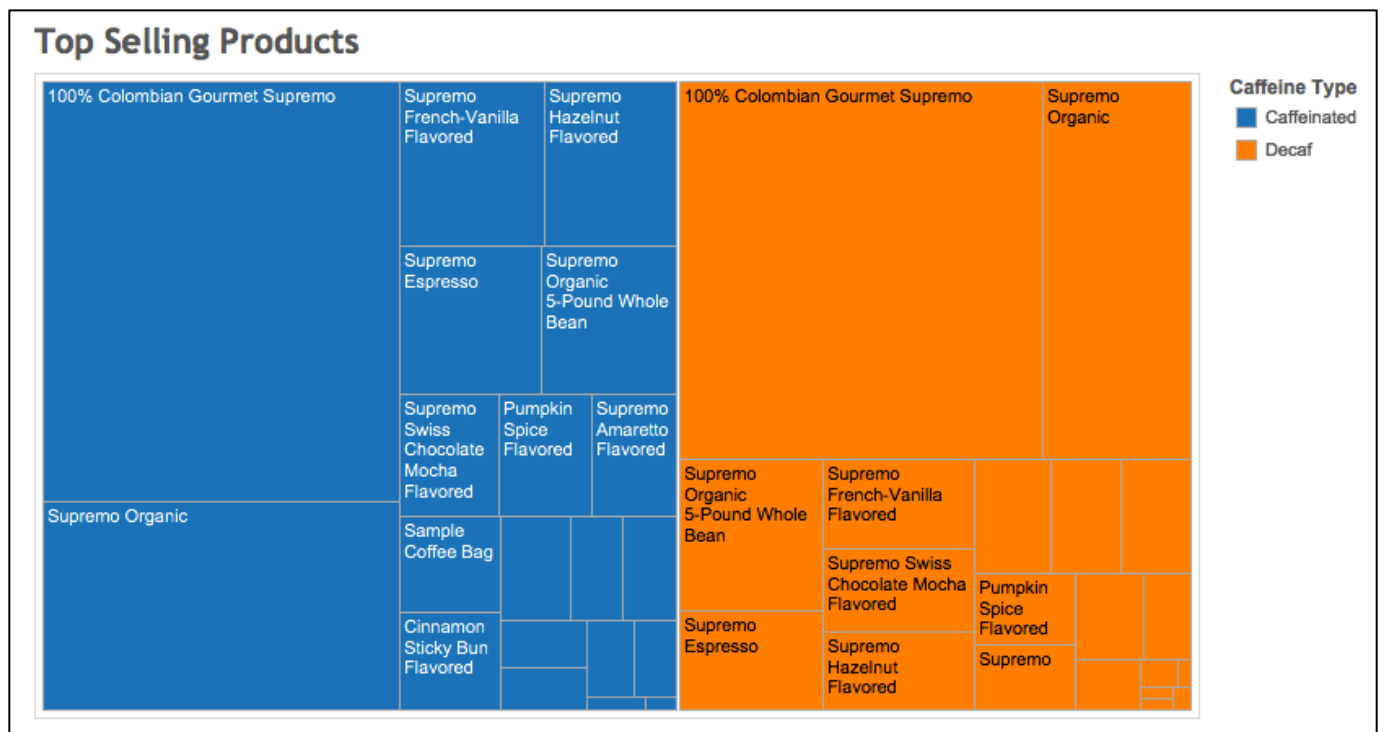 Top Selling Products
100% Colombian Gourmet Supremo
Supremo
French-Vanilla
Flavored
Supremo
Hazelnut
Flavored
Supremo
Espresso
Supremo
Organic
5-Pound Whole
Bean
Supremo
Swiss
Chocolate
Mocha
Flavored
Pumpkin
Spice
Flavored
Supremo
Amaretto
Flavored
Supremo Organic
Sample
Coffee Bag
Cinnamon
Sticky Bun
Flavored
100% Colombian Gourmet Supremo
Supremo
Organic
Supremo
Organic
5-Pound Whole
Bean
Supremo
French-Vanilla
Flavored
Supremo Swiss
Chocolate Mocha
Flavored
Pumpkin
Spice
Flavored
Supremo
Espresso
Supremo
Hazelnut
Flavored
Supremo
Caffeine Type
Caffeinated
Decaf